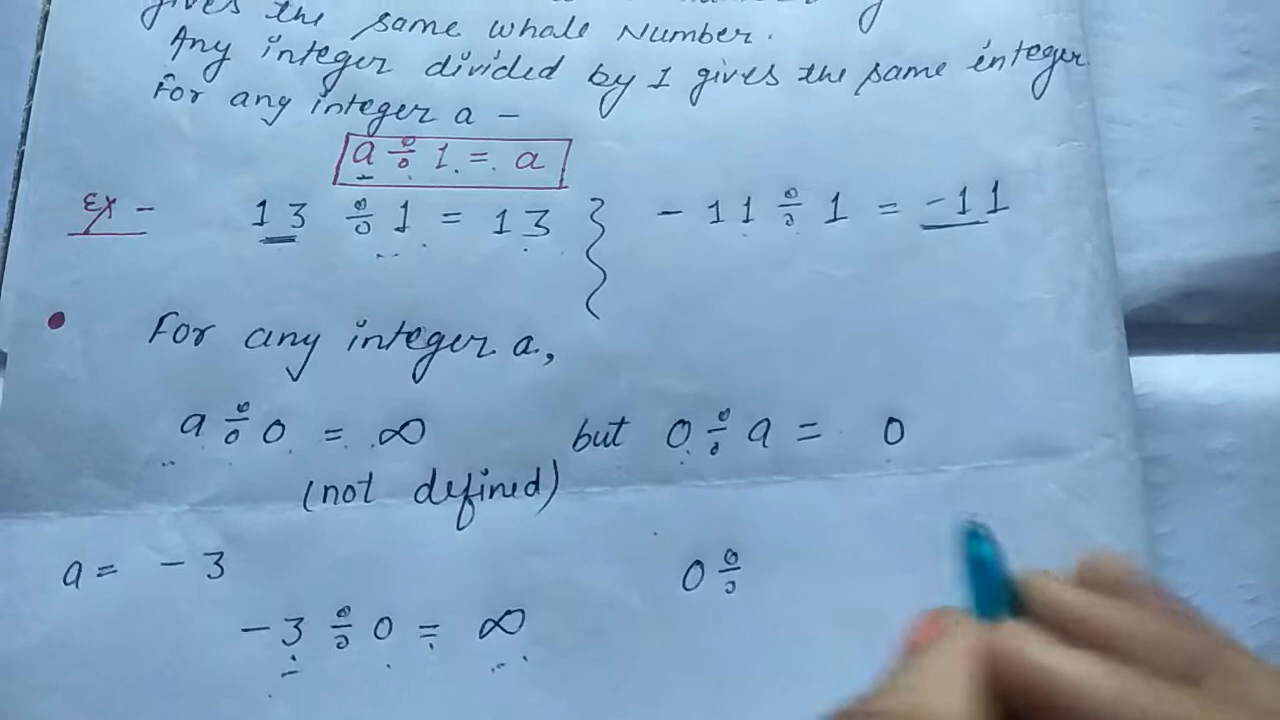 gives the same whole Number.
Any integer divided by 1 gives the same integer
For any integer a -
a ÷ 1 = a
Ex - 13 ÷ 1 = 13 } -11 ÷ 1 = -11
• For any integer a,
a ÷ 0 = ∞ but 0 ÷ a = 0
(not defined)
a = -3 0 ÷
-3 ÷ 0 = ∞